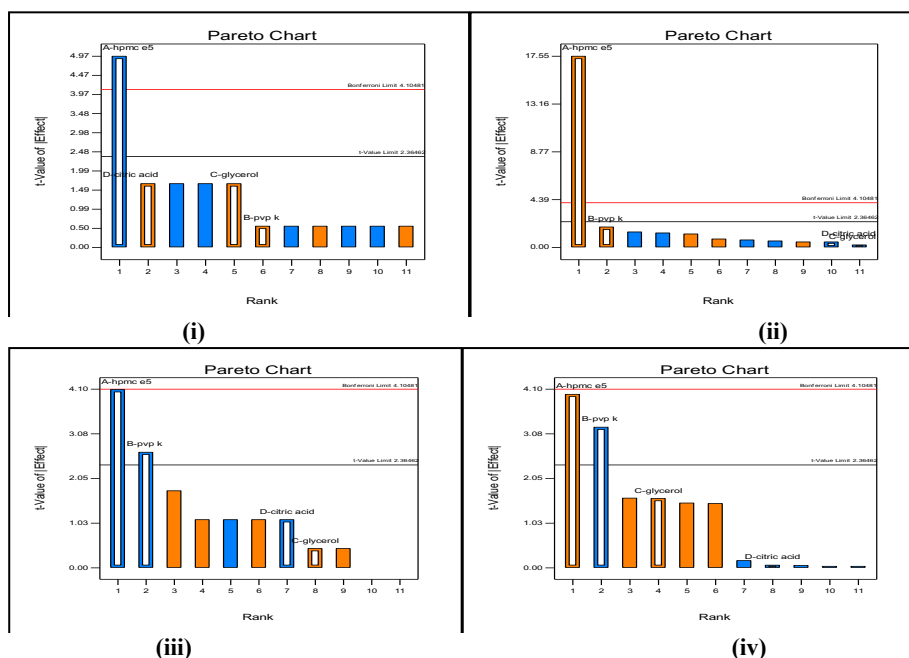 Pareto Chart
A-hpmc e5
4.97
4.47
Bonferroni Limit 4.10481
3.97
3.48
2.98
2.48
t-Value Limit 2.36462
1.99
D-citric acid
C-glycerol
1.49
0.99
B-pvp k
0.50
0.00
t-Value of |Effect|
1 2 3 4 5 6 7 8 9 10 11
Rank
(i)
Pareto Chart
A-hpmc e5
17.55
13.16
8.77
4.39
Bonferroni Limit 4.10481
t-Value Limit 2.36462
B-pvp k
D-citric acid
C-glycerol
0.00
t-Value of |Effect|
1 2 3 4 5 6 7 8 9 10 11
Rank
(ii)
Pareto Chart
A-hpmc e5
4.10
Bonferroni Limit 4.10481
3.08
B-pvp k
t-Value Limit 2.36462
2.05
D-citric acid
1.03
C-glycerol
0.00
t-Value of |Effect|
1 2 3 4 5 6 7 8 9 10 11
Rank
(iii)
Pareto Chart
A-hpmc e5
4.10
Bonferroni Limit 4.10481
B-pvp k
3.08
t-Value Limit 2.36462
2.05
C-glycerol
1.03
D-citric acid
0.00
t-Value of |Effect|
1 2 3 4 5 6 7 8 9 10 11
Rank
(iv)